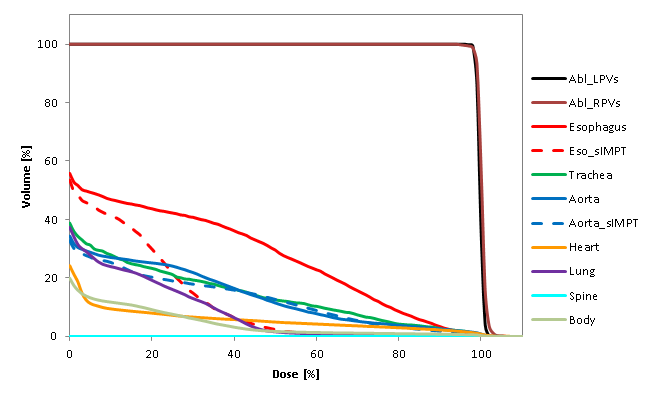 100
80
60
40
20
0
Volume [%]
0
20
40
60
80
100
Dose [%]
Abl_LPVs
Abl_RPVs
Esophagus
Eso_sIMPT
Trachea
Aorta
Aorta_sIMPT
Heart
Lung
Spine
Body